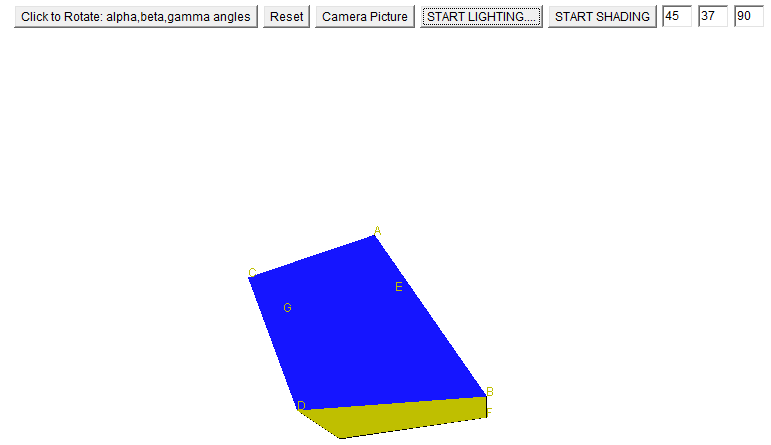 Click to Rotate: alpha,beta,gamma angles Reset Camera Picture START LIGHTING.... START SHADING 45 37 90
A
C
E
G
B
D
F